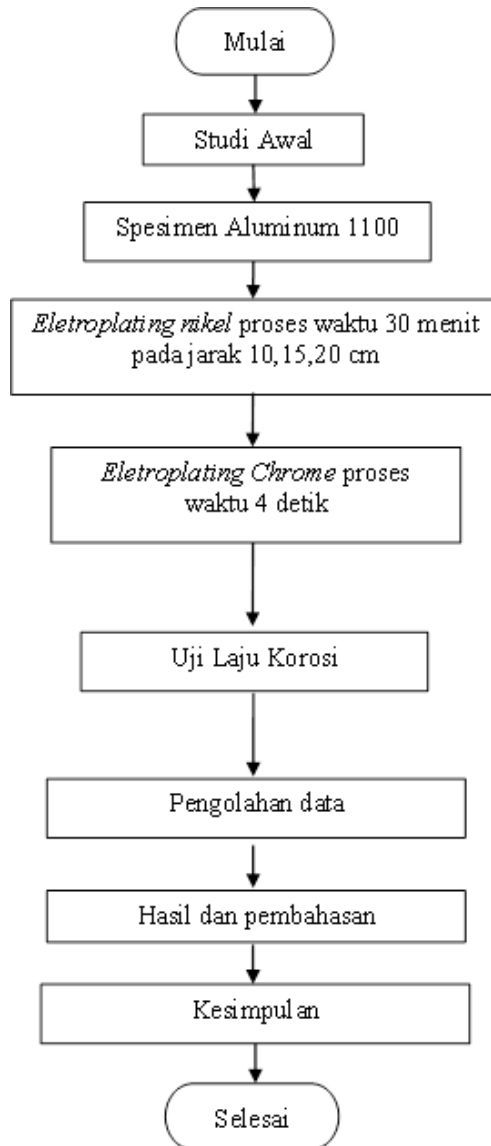 Mulai
Studi Awal
Spesimen Aluminum 1100
Eletroplating nikel proses waktu 30 menit
pada jarak 10,15,20 cm
Eletroplating Chrome proses
waktu 4 detik
Uji Laju Korosi
Pengolahan data
Hasil dan pembahasan
Kesimpulan
Selesai